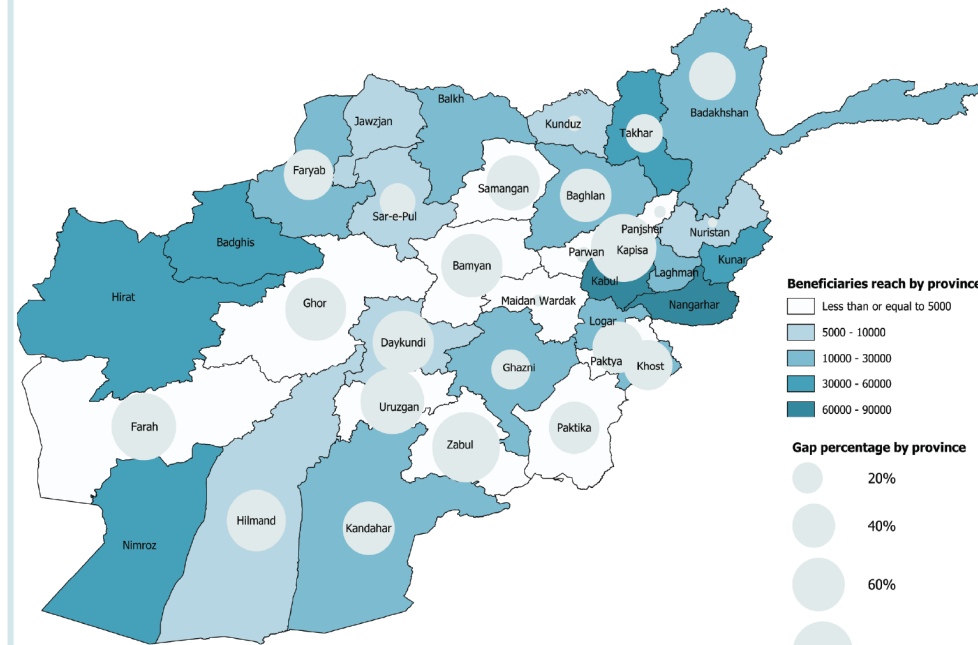 Badakhshan
Balkh
Jawzjan
Kunduz
Takhar
Faryab
Samangan
Baghlan
Sar-e-Pul
Panjsher
Nuristan
Badghis
Parwan
Kapisa
Bamyan
Laghman
Kunar
Kabul
Hirat
Ghor
Maidan Wardak
Nangarhar
Logar
Daykundi
Paktya
Khost
Ghazni
Uruzgan
Farah
Paktika
Zabul
Hilmand
Kandahar
Nimroz
Beneficiaries reach by province
Less than or equal to 5000
5000 - 10000
10000 - 30000
30000 - 60000
60000 - 90000
Gap percentage by province
20%
40%
60%